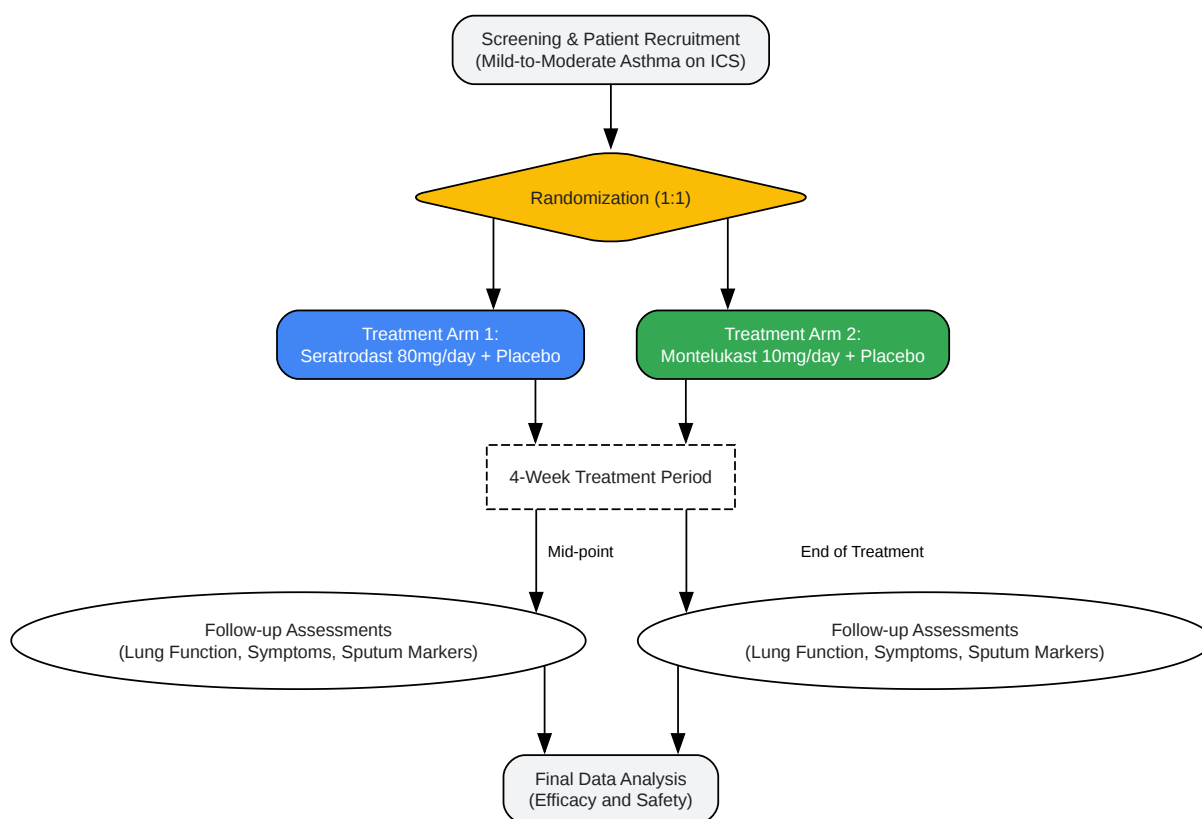 Screening & Patient Recruitment
(Mild-to-Moderate Asthma on ICS)
Randomization (1:1)
Treatment Arm 1:
Seratrodast 80mg/day + Placebo
Treatment Arm 2:
Montelukast 10mg/day + Placebo
4-Week Treatment Period
Mid-point
End of Treatment
Follow-up Assessments
(Lung Function, Symptoms, Sputum Markers)
Follow-up Assessments
(Lung Function, Symptoms, Sputum Markers)
Final Data Analysis
(Efficacy and Safety)